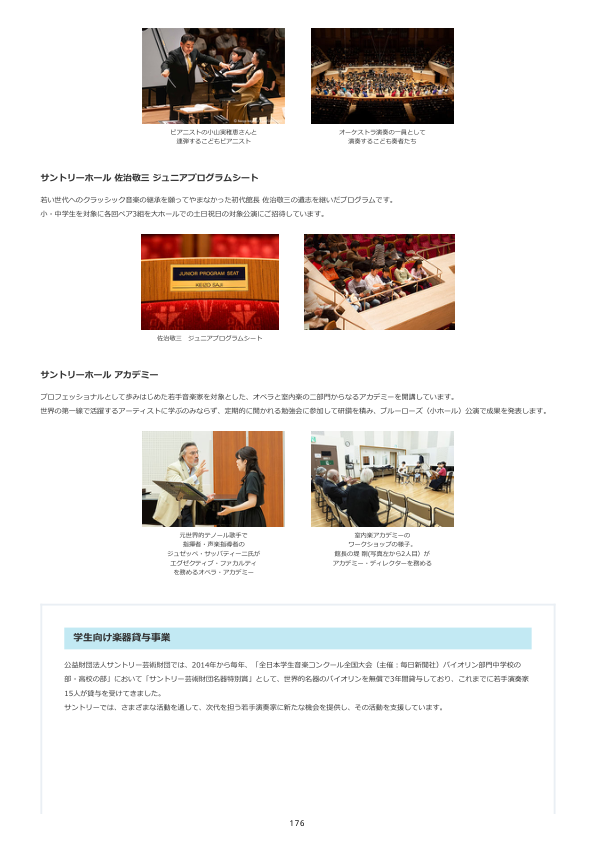 ピアニストの小山実稚恵さんと
連弾するこどもピアニスト
オーケストラ演奏の一員として
演奏するこども奏者たち
サントリーホール 佐治敬三 ジュニアプログラムシート
若い世代へのクラッシック音楽の継承を願ってやまなかった初代館長 佐治敬三の遺志を継いだプログラムです。
小・中学生を対象に各回ペア3組を大ホールでの土日祝日の対象公演にご招待しています。
JUNIOR PROGRAM SEAT
KEIZO SAJI
佐治敬三　ジュニアプログラムシート
サントリーホール アカデミー
プロフェッショナルとして歩みはじめた若手音楽家を対象とした、オペラと室内楽の二部門からなるアカデミーを開講しています。
世界の第一線で活躍するアーティストに学ぶのみならず、定期的に開かれる勉強会に参加して研鑽を積み、ブルーローズ（小ホール）公演で成果を発表します。
元世界的テノール歌手で
指揮者・声楽指導者の
ジュゼッペ・サッバティーニ氏が
エグゼクティブ・ファカルティ
を務めるオペラ・アカデミー
室内楽アカデミーの
ワークショップの様子。
館長の堤 剛(写真左から2人目）が
アカデミー・ディレクターを務める
学生向け楽器貸与事業
公益財団法人サントリー芸術財団では、2014年から毎年、「全日本学生音楽コンクール全国大会（主催：毎日新聞社）バイオリン部門中学校の
部・高校の部」において「サントリー芸術財団名器特別賞」として、世界的名器のバイオリンを無償で3年間貸与しており、これまでに若手演奏家
15人が貸与を受けてきました。
サントリーでは、さまざまな活動を通して、次代を担う若手演奏家に新たな機会を提供し、その活動を支援しています。
176